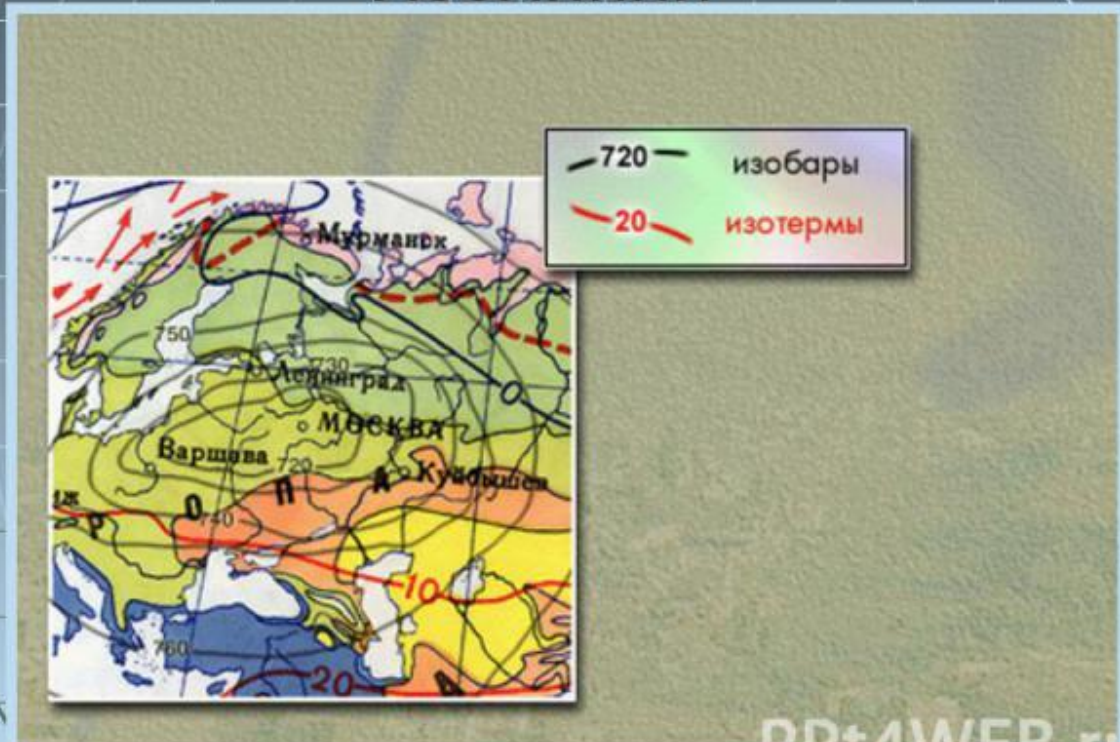 720
изобары
20
изотермы
Мурманск
750
730
Ленинград
О
МОСКВА
Варшава
720
Куйбышев
А
П
О
Р
740
10
760
20
А